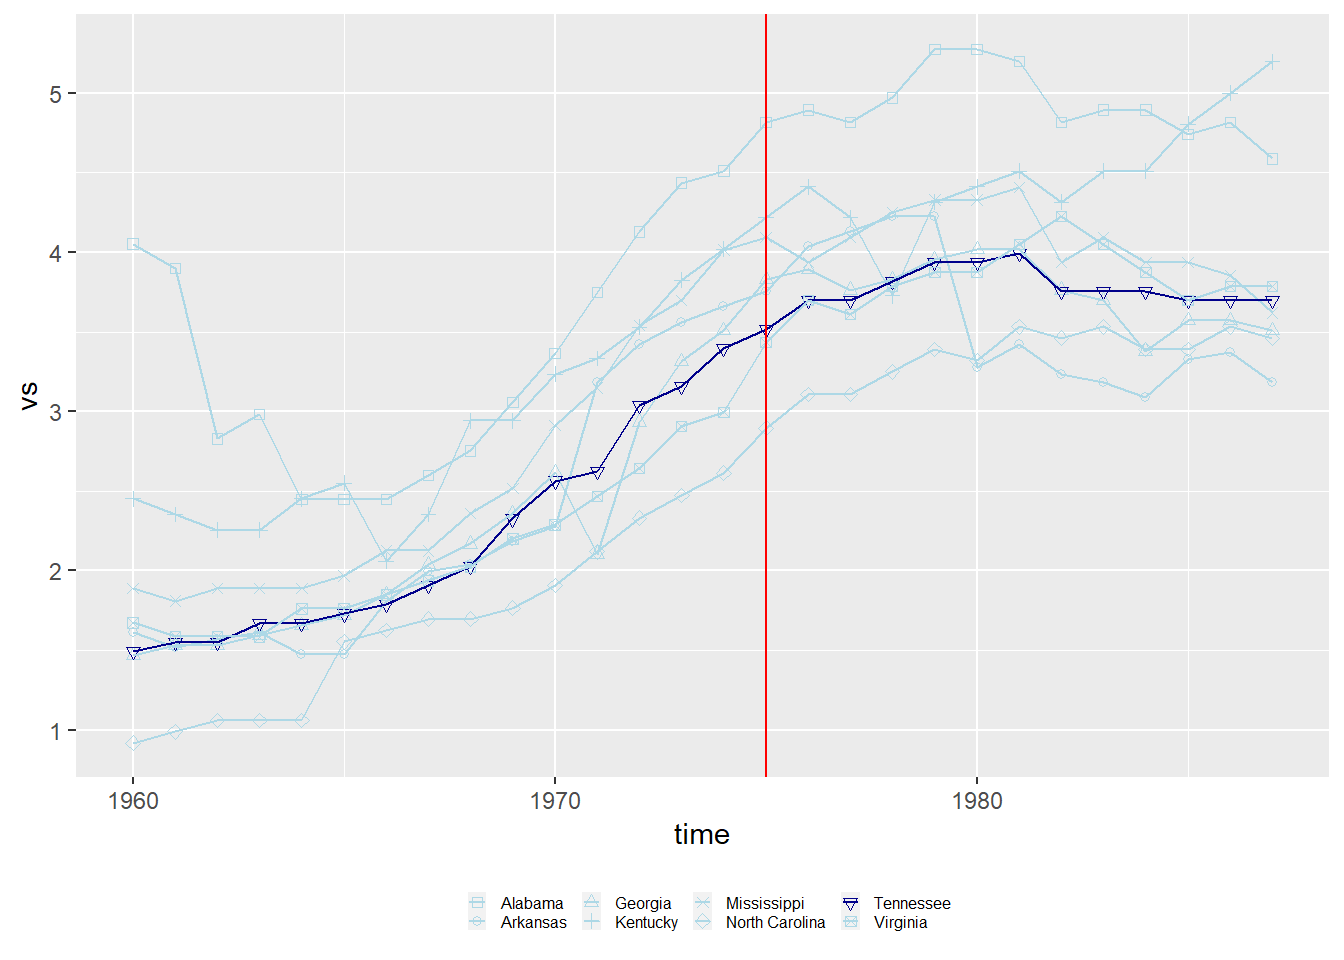 5
4
3
2
1
vs
1960 1970 1980
time
Alabama Georgia Mississippi Tennessee
Arkansas Kentucky North Carolina Virginia